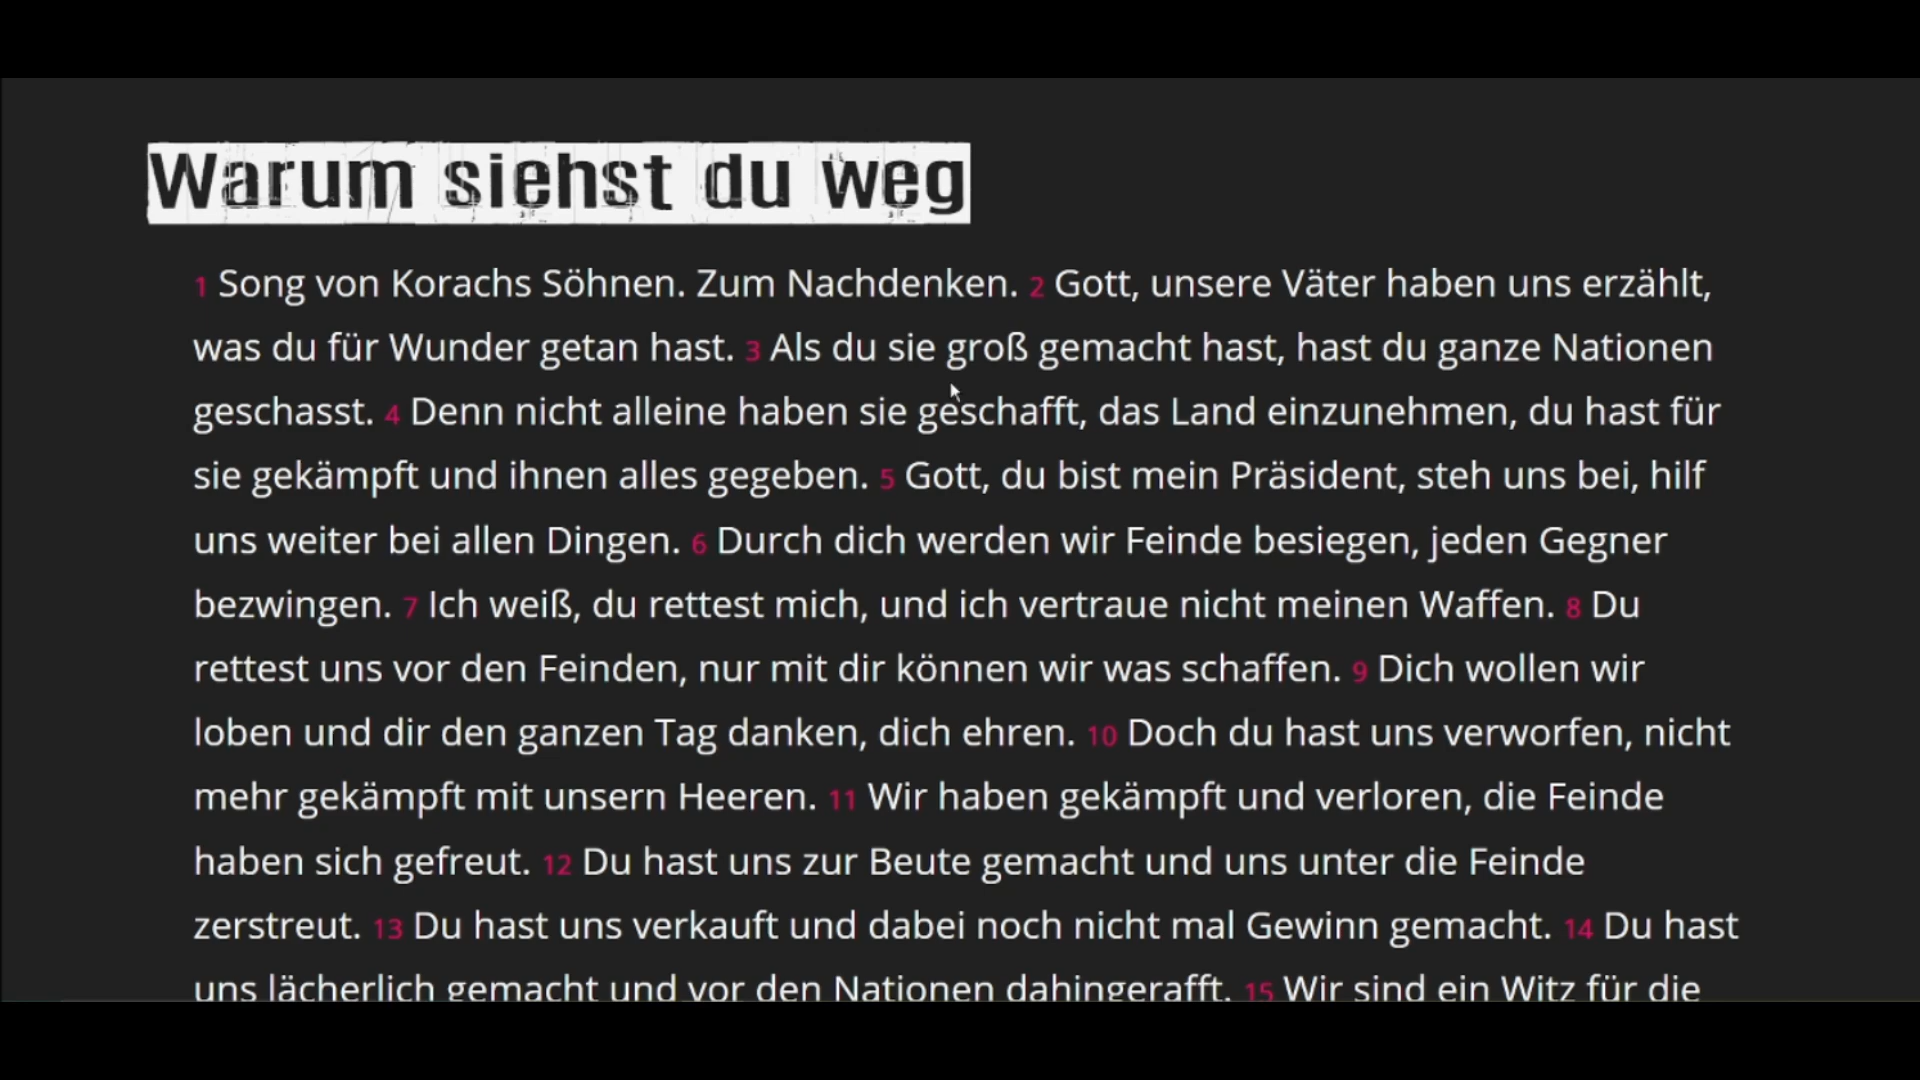 Warum siehst du weg
1 Song von Korachs Söhnen. Zum Nachdenken. 2 Gott, unsere Väter haben uns erzählt,
was du für Wunder getan hast. 3 Als du sie groß gemacht hast, hast du ganze Nationen
geschasst. 4 Denn nicht alleine haben sie geschafft, das Land einzunehmen, du hast für
sie gekämpft und ihnen alles gegeben. 5 Gott, du bist mein Präsident, steh uns bei, hilf
uns weiter bei allen Dingen. 6 Durch dich werden wir Feinde besiegen, jeden Gegner
bezwingen. 7 Ich weiß, du rettest mich, und ich vertraue nicht meinen Waffen. 8 Du
rettest uns vor den Feinden, nur mit dir können wir was schaffen. 9 Dich wollen wir
loben und dir den ganzen Tag danken, dich ehren. 10 Doch du hast uns verworfen, nicht
mehr gekämpft mit unsern Heeren. 11 Wir haben gekämpft und verloren, die Feinde
haben sich gefreut. 12 Du hast uns zur Beute gemacht und uns unter die Feinde
zerstreut. 13 Du hast uns verkauft und dabei noch nicht mal Gewinn gemacht. 14 Du hast
uns lächerlich gemacht und vor den Nationen dahingerafft. 15 Wir sind ein Witz für die